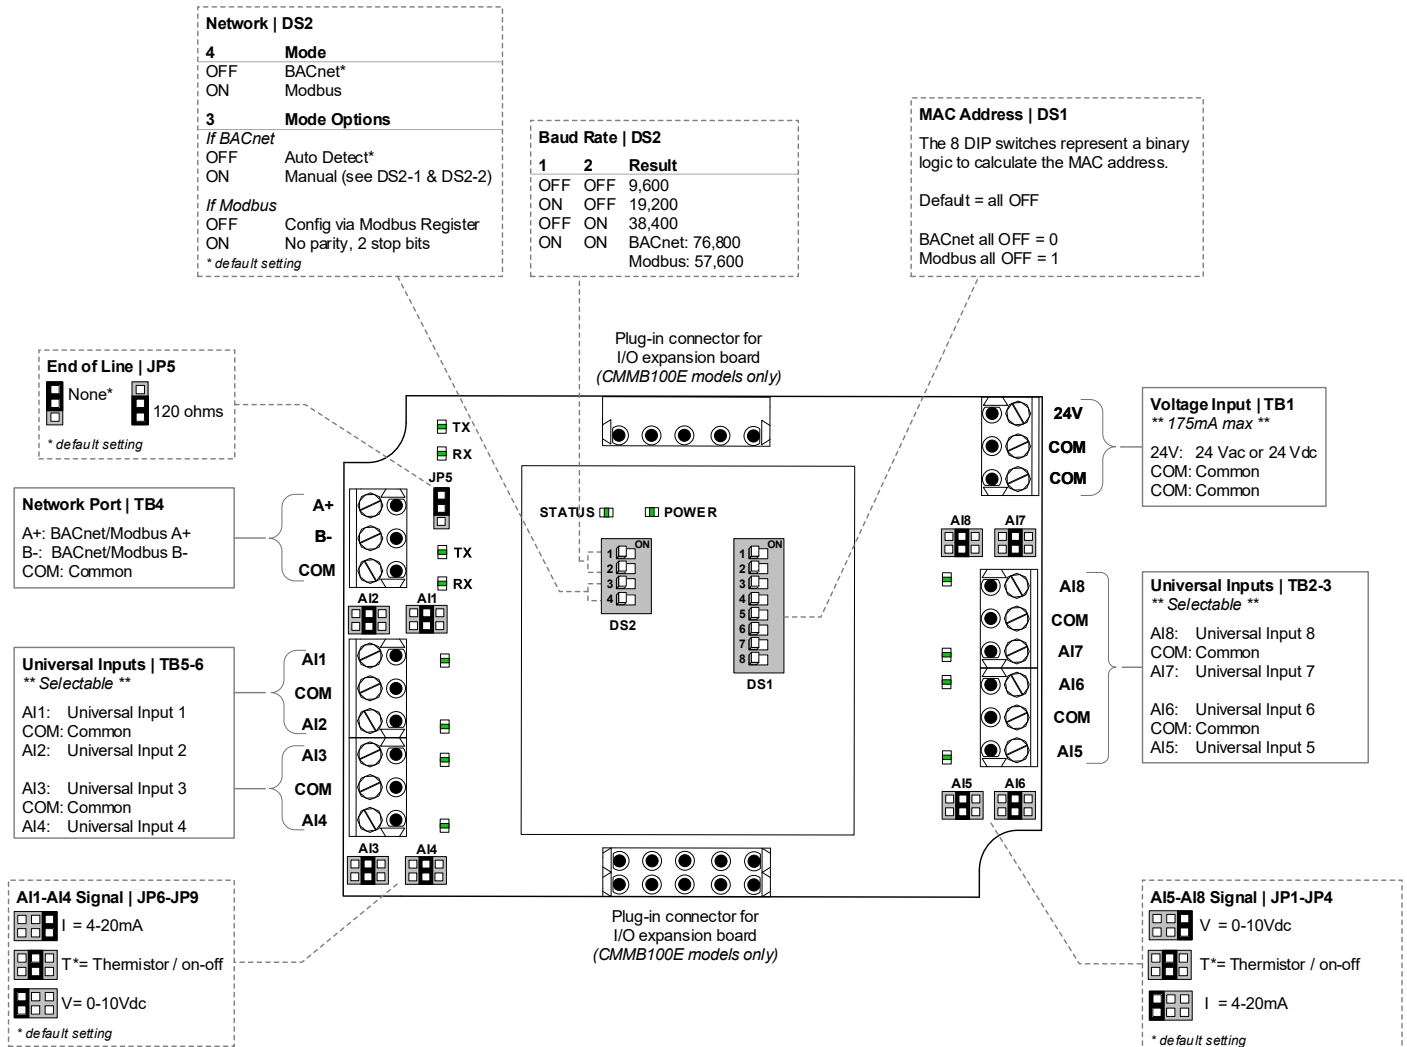 Network | DS2
4 Mode
OFF BACnet*
ON Modbus
3 Mode Options
If BACnet
OFF Auto Detect*
ON Manual (see DS2-1 & DS2-2)
If Modbus
OFF Config via Modbus Register
ON No parity, 2 stop bits
* default setting
Baud Rate | DS2
1 2 Result
OFF OFF 9,600
ON OFF 19,200
OFF ON 38,400
ON ON BACnet: 76,800
Modbus: 57,600
MAC Address | DS1
The 8 DIP switches represent a binary
logic to calculate the MAC address.
Default = all OFF
BACnet all OFF = 0
Modbus all OFF = 1
End of Line | JP5
None*
120 ohms
* default setting
Plug-in connector for
I/O expansion board
(CMMB100E models only)
Voltage Input | TB1
** 175mA max **
24V: 24 Vac or 24 Vdc
COM: Common
COM: Common
Network Port | TB4
A+: BACnet/Modbus A+
B-: BACnet/Modbus B-
COM: Common
TX
RX
JP5
A+
B-
COM
TX
RX
AI2 AI1
24V
COM
COM
AI8 AI7
STATUS
POWER
ON
1
2
3
4
DS2
ON
1
2
3
4
5
6
7
8
DS1
Universal Inputs | TB5-6
** Selectable **
AI1: Universal Input 1
COM: Common
AI2: Universal Input 2
AI3: Universal Input 3
COM: Common
AI4: Universal Input 4
AI1
COM
AI2
AI3
COM
AI4
AI3 AI4
AI8
COM
AI7
AI6
COM
AI5
AI5 AI6
Universal Inputs | TB2-3
** Selectable **
AI8: Universal Input 8
COM: Common
AI7: Universal Input 7
AI6: Universal Input 6
COM: Common
AI5: Universal Input 5
AI1-AI4 Signal | JP6-JP9
I = 4-20mA
T*= Thermistor / on-off
V= 0-10Vdc
* default setting
Plug-in connector for
I/O expansion board
(CMMB100E models only)
AI5-AI8 Signal | JP1-JP4
V = 0-10Vdc
T*= Thermistor / on-off
I = 4-20mA
* default setting